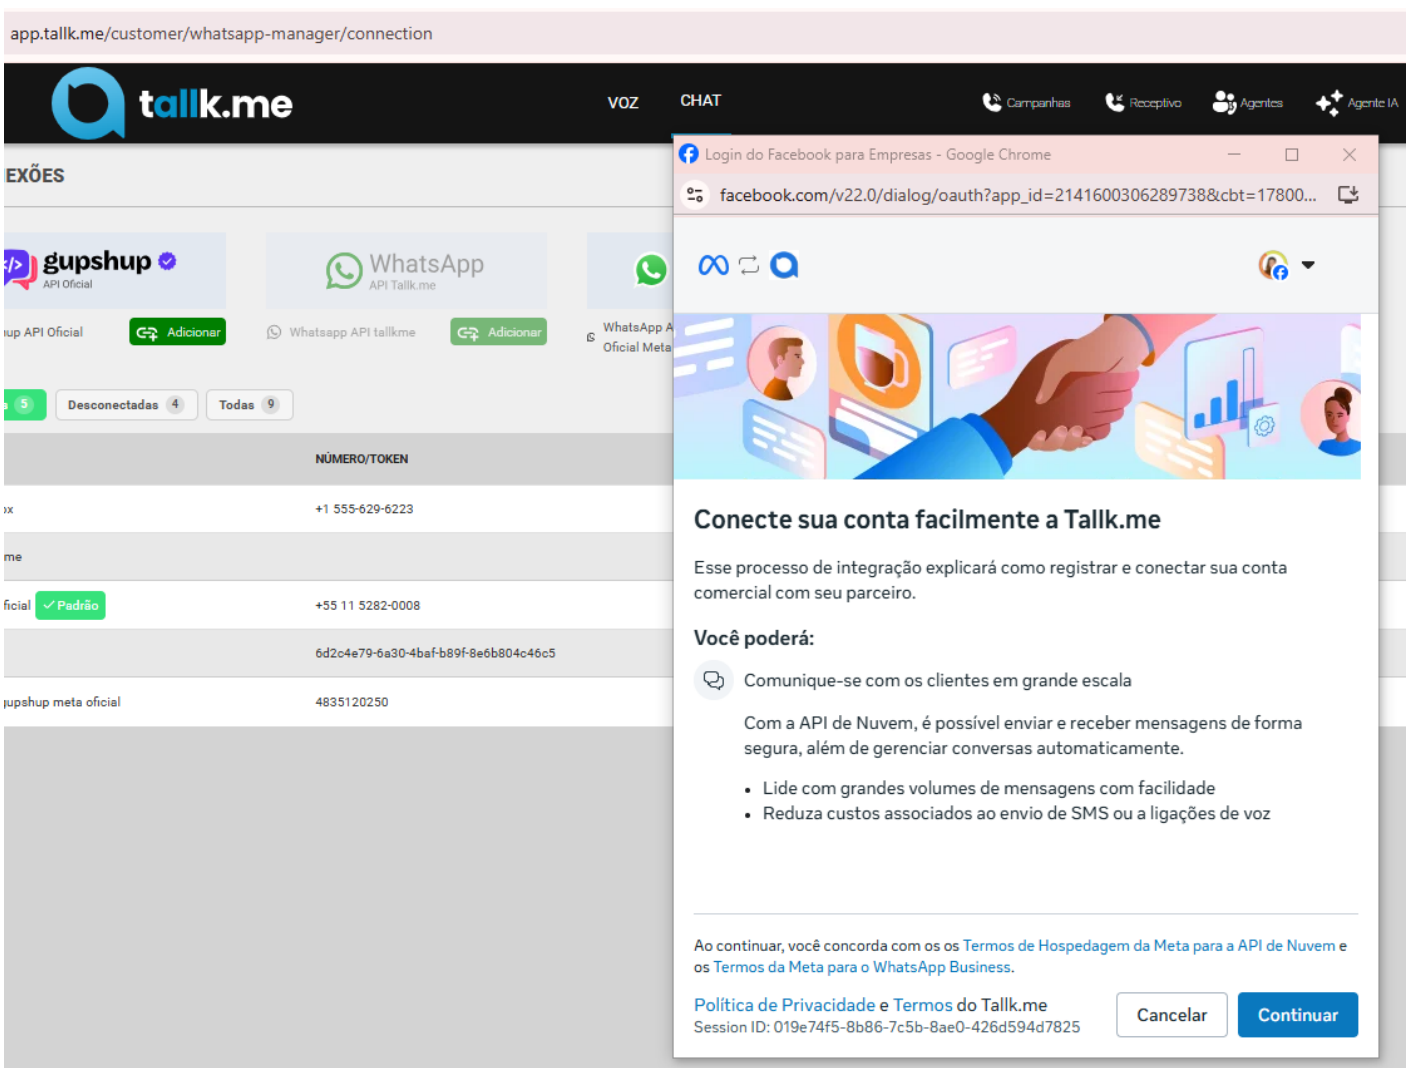 app.tallk.me/customer/whatsapp-manager/connection
tallk.me
VOZ
CHAT
Campanhas
Receptivo
Agentes
Agente IA
EXÕES
gupshup
API Oficial
WhatsApp
API Tallk.me
up API Oficial
Adicionar
Whatsapp API tallkme
Adicionar
WhatsApp A
Oficial Meta
5
Desconectadas 4
Todas 9
NÚMERO/TOKEN
+1 555-629-6223
me
ficial
Padrão
+55 11 5282-0008
6d2c4e79-6a30-4baf-b89f-8e6b804c46c5
gupshup meta oficial
4835120250
Login do Facebook para Empresas - Google Chrome
facebook.com/v22.0/dialog/oauth?app_id=2141600306289738&cbt=17800...
Conecte sua conta facilmente a Tallk.me
Esse processo de integração explicará como registrar e conectar sua conta
comercial com seu parceiro.
Você poderá:
Comunique-se com os clientes em grande escala
Com a API de Nuvem, é possível enviar e receber mensagens de forma
segura, além de gerenciar conversas automaticamente.
• Lide com grandes volumes de mensagens com facilidade
• Reduza custos associados ao envio de SMS ou a ligações de voz
Ao continuar, você concorda com os os Termos de Hospedagem da Meta para a API de Nuvem e
os Termos da Meta para o WhatsApp Business.
Política de Privacidade e Termos do Tallk.me
Session ID: 019e74f5-8b86-7c5b-8ae0-426d594d7825
Cancelar
Continuar